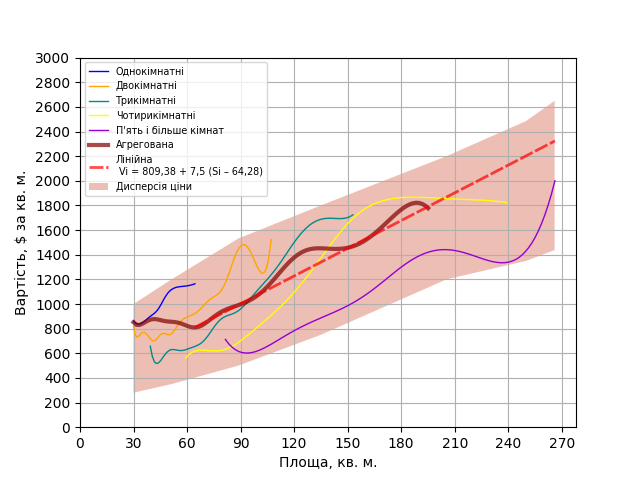 3000
2800
2600
2400
2200
2000
1800
1600
1400
1200
1000
800
600
400
200
0
Вартість, $ за кв. м.
Однокімнатні
Двокімнатні
Трикімнатні
Чотирикімнатні
П'ять і більше кімнат
Агрегована
Лінійна
Vi = 809,38 + 7,5 (Si – 64,28)
Дисперсія ціни
0 30 60 90 120 150 180 210 240 270
Площа, кв. м.